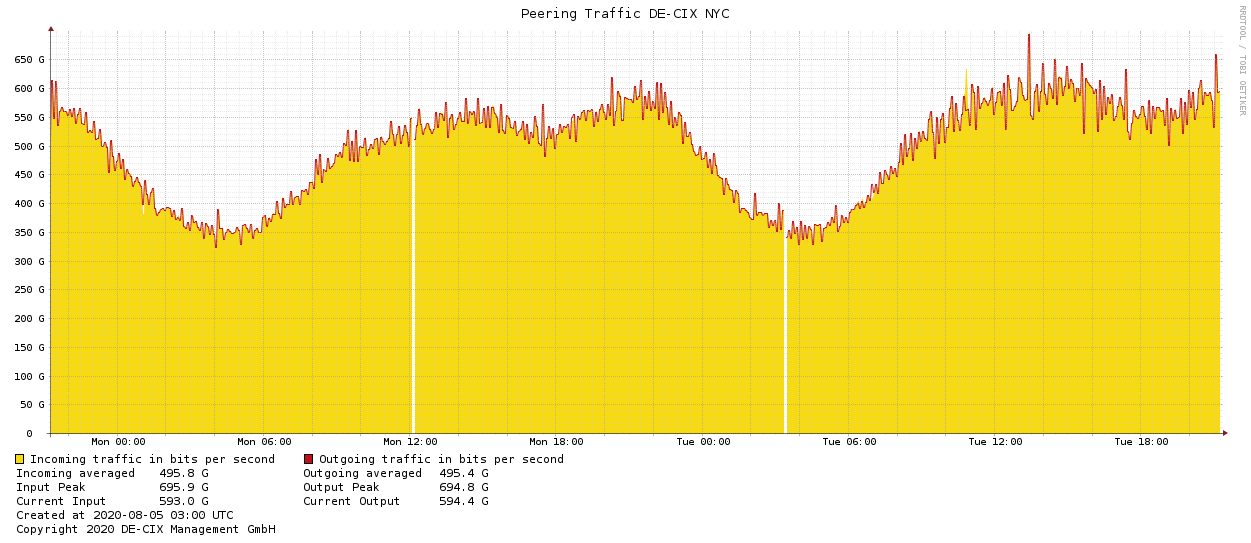 Peering Traffic DE-CIX NYC
RRDTOOL / TOBI OETIKER
650 G
600 G
550 G
500 G
450 G
400 G
350 G
300 G
250 G
200 G
150 G
100 G
50 G
0
Mon 00:00 Mon 06:00 Mon 12:00 Mon 18:00 Tue 00:00 Tue 06:00 Tue 12:00 Tue 18:00
Incoming traffic in bits per second Outgoing traffic in bits per second
Incoming averaged 495.8 G Outgoing averaged 495.4 G
Input Peak 695.9 G Output Peak 694.8 G
Current Input 593.0 G Current Output 594.4 G
Created at 2020-08-05 03:00 UTC
Copyright 2020 DE-CIX Management GmbH